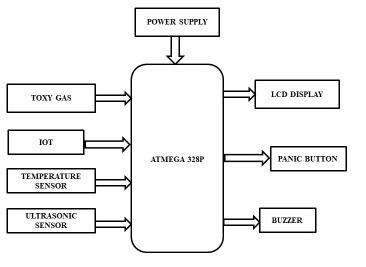 POWER SUPPLY
TOXY GAS
LCD DISPLAY
IOT
ATMEGA 328P
PANIC BUTTON
TEMPERATURE
SENSOR
ULTRASONIC
SENSOR
BUZZER